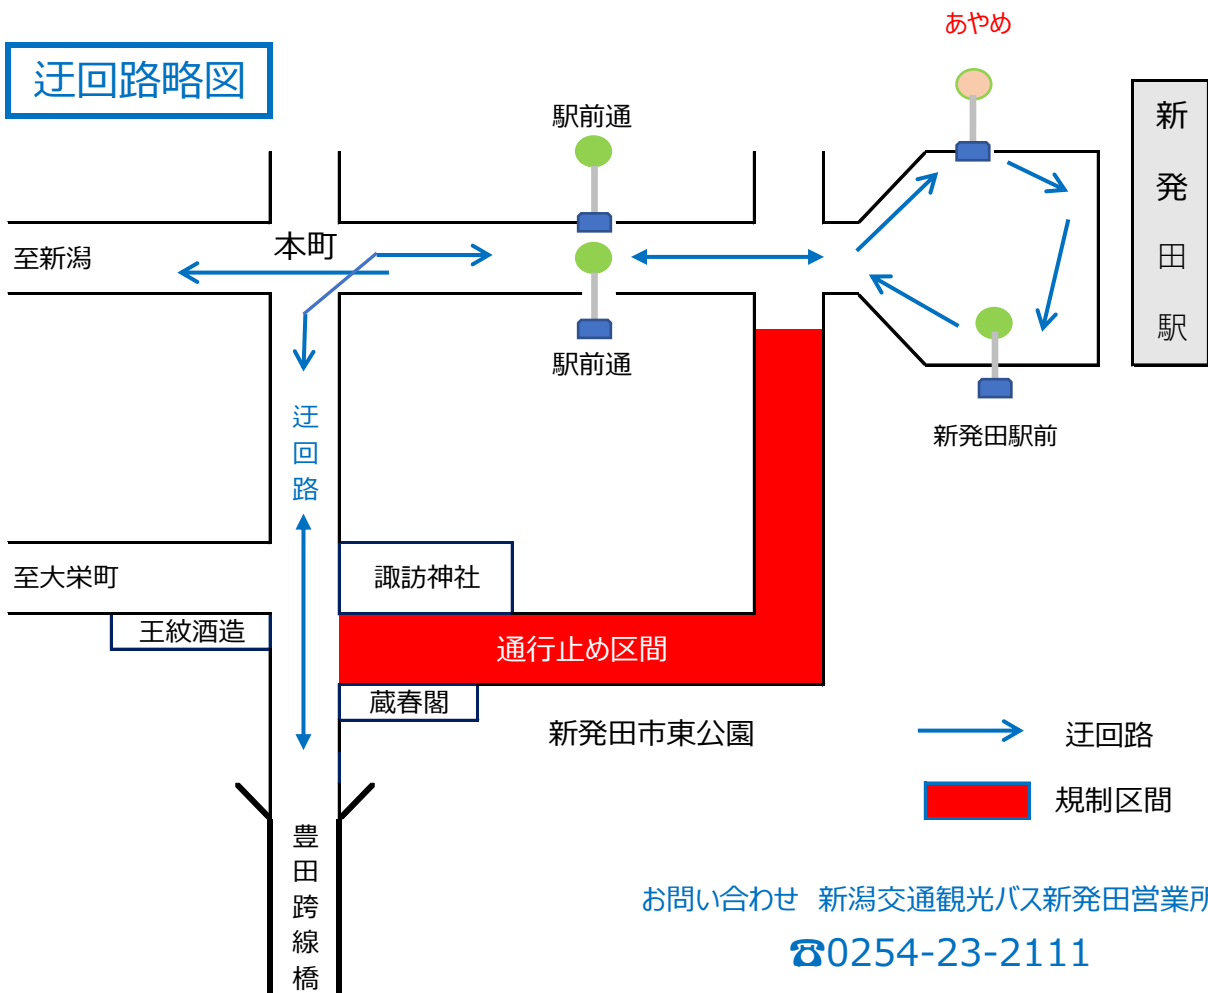 あやめ
迂回路略図
駅前通
新発田駅
本町
至新潟
駅前通
迂回路
新発田駅前
至大栄町
諏訪神社
王紋酒造
通行止め区間
蔵春閣
新発田市東公園
迂回路
規制区間
豊田跨線橋
お問い合わせ 新潟交通観光バス新発田営業所
☎0254-23-2111